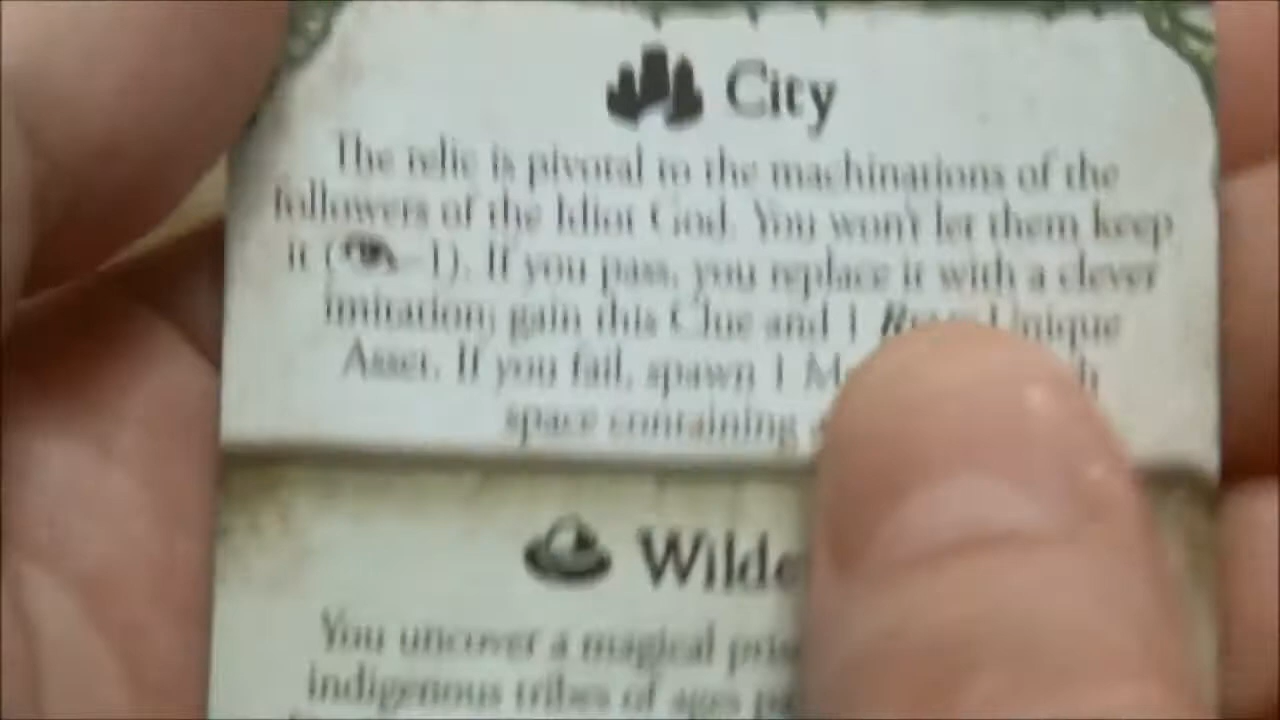 City
The relic is pivotal to the machinations of the
followers of the Idiot God. You won't let them keep
it ( -1). If you pass, you replace it with a clever
imitation; gain this Clue and 1 Unique
Asset. If you fail, spawn 1
space containing
You uncover a magical
indigenous tribes of ages